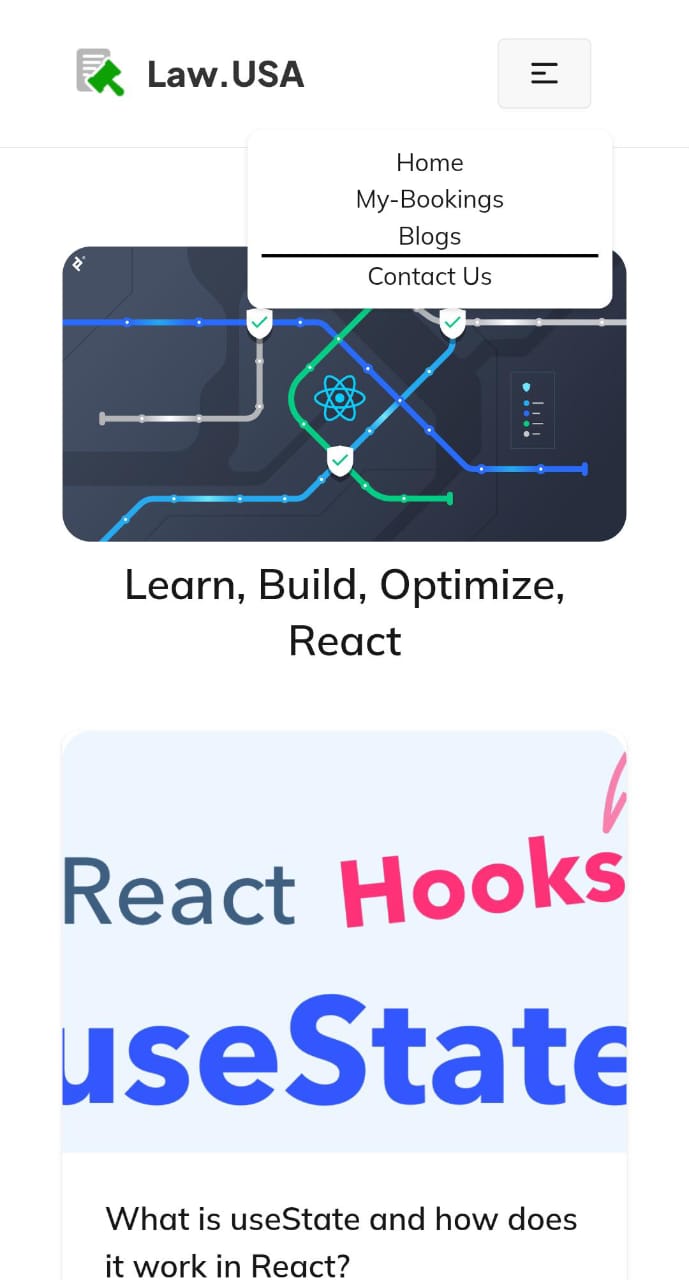 Law.USA
Home
My-Bookings
Blogs
Contact Us
Learn, Build, Optimize,
React
React Hooks
useState
What is useState and how does
it work in React?